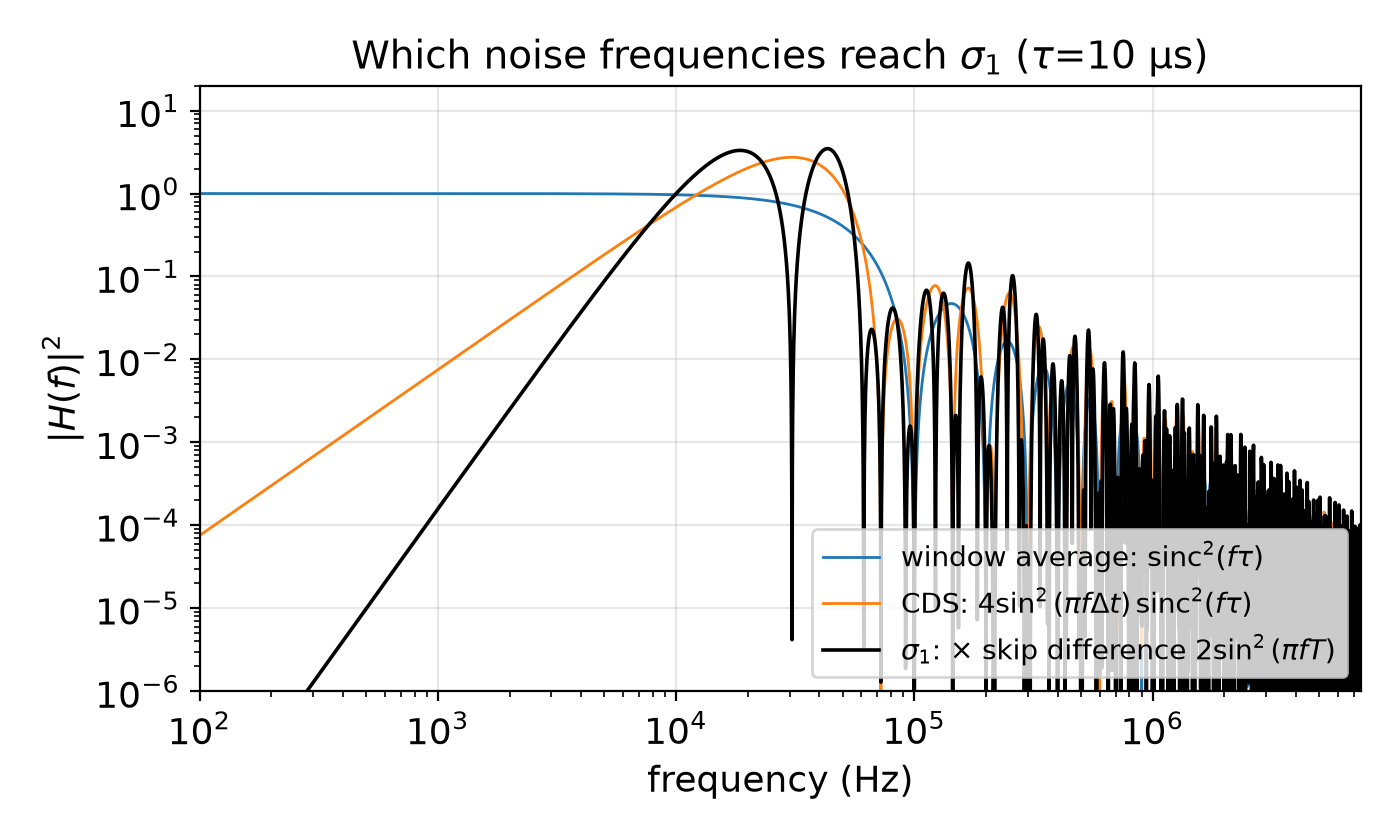 Which noise frequencies reach σ₁ (τ=10 μs)
|H(f)|²
10¹
10⁰
10⁻¹
10⁻²
10⁻³
10⁻⁴
10⁻⁵
10⁻⁶
window average: sinc²(fτ)
CDS: 4sin² (πfΔt) sinc²(fτ)
σ₁: × skip difference 2sin² (πfT)
10² 10³ 10⁴ 10⁵ 10⁶
frequency (Hz)